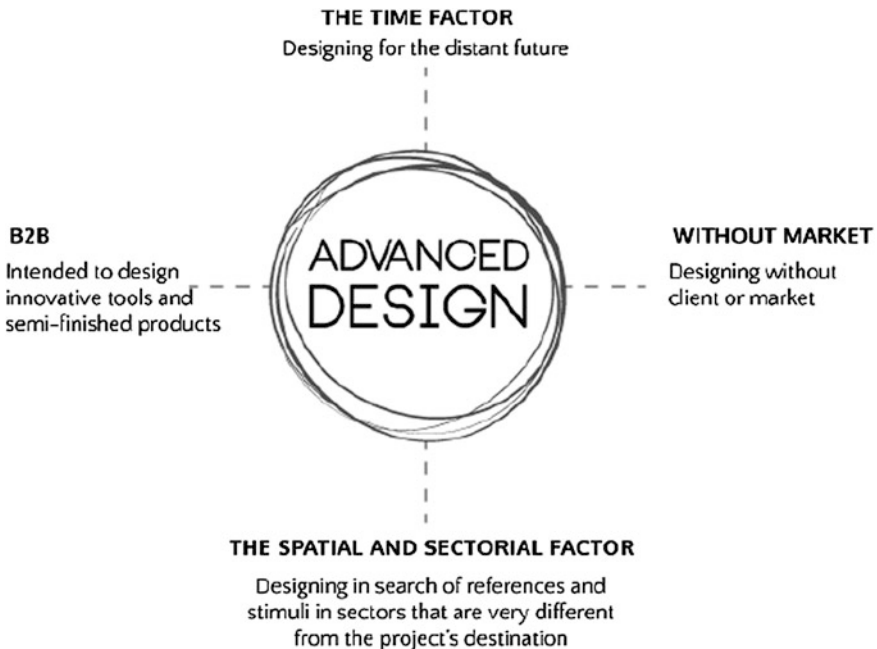 THE TIME FACTOR
Designing for the distant future
B2B
Intended to design
innovative tools and
semi-finished products
ADVANCED
DESIGN
WITHOUT MARKET
Designing without
client or market
THE SPATIAL AND SECTORIAL FACTOR
Designing in search of references and
stimuli in sectors that are very different
from the project's destination